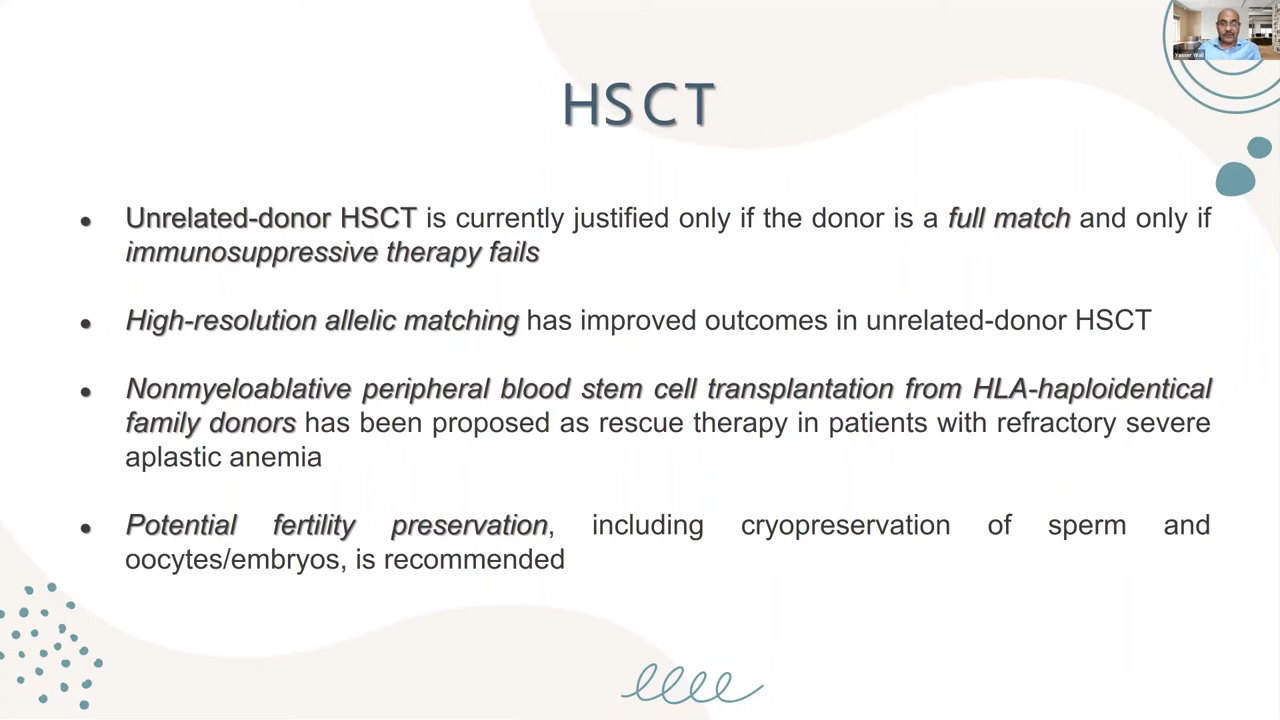 Yasser Wali
HSCT
• Unrelated-donor HSCT is currently justified only if the donor is a full match and only if
immunosuppressive therapy fails
• High-resolution allelic matching has improved outcomes in unrelated-donor HSCT
• Nonmyeloablative peripheral blood stem cell transplantation from HLA-haploidentical
family donors has been proposed as rescue therapy in patients with refractory severe
aplastic anemia
• Potential fertility preservation, including cryopreservation of sperm and
oocytes/embryos, is recommended